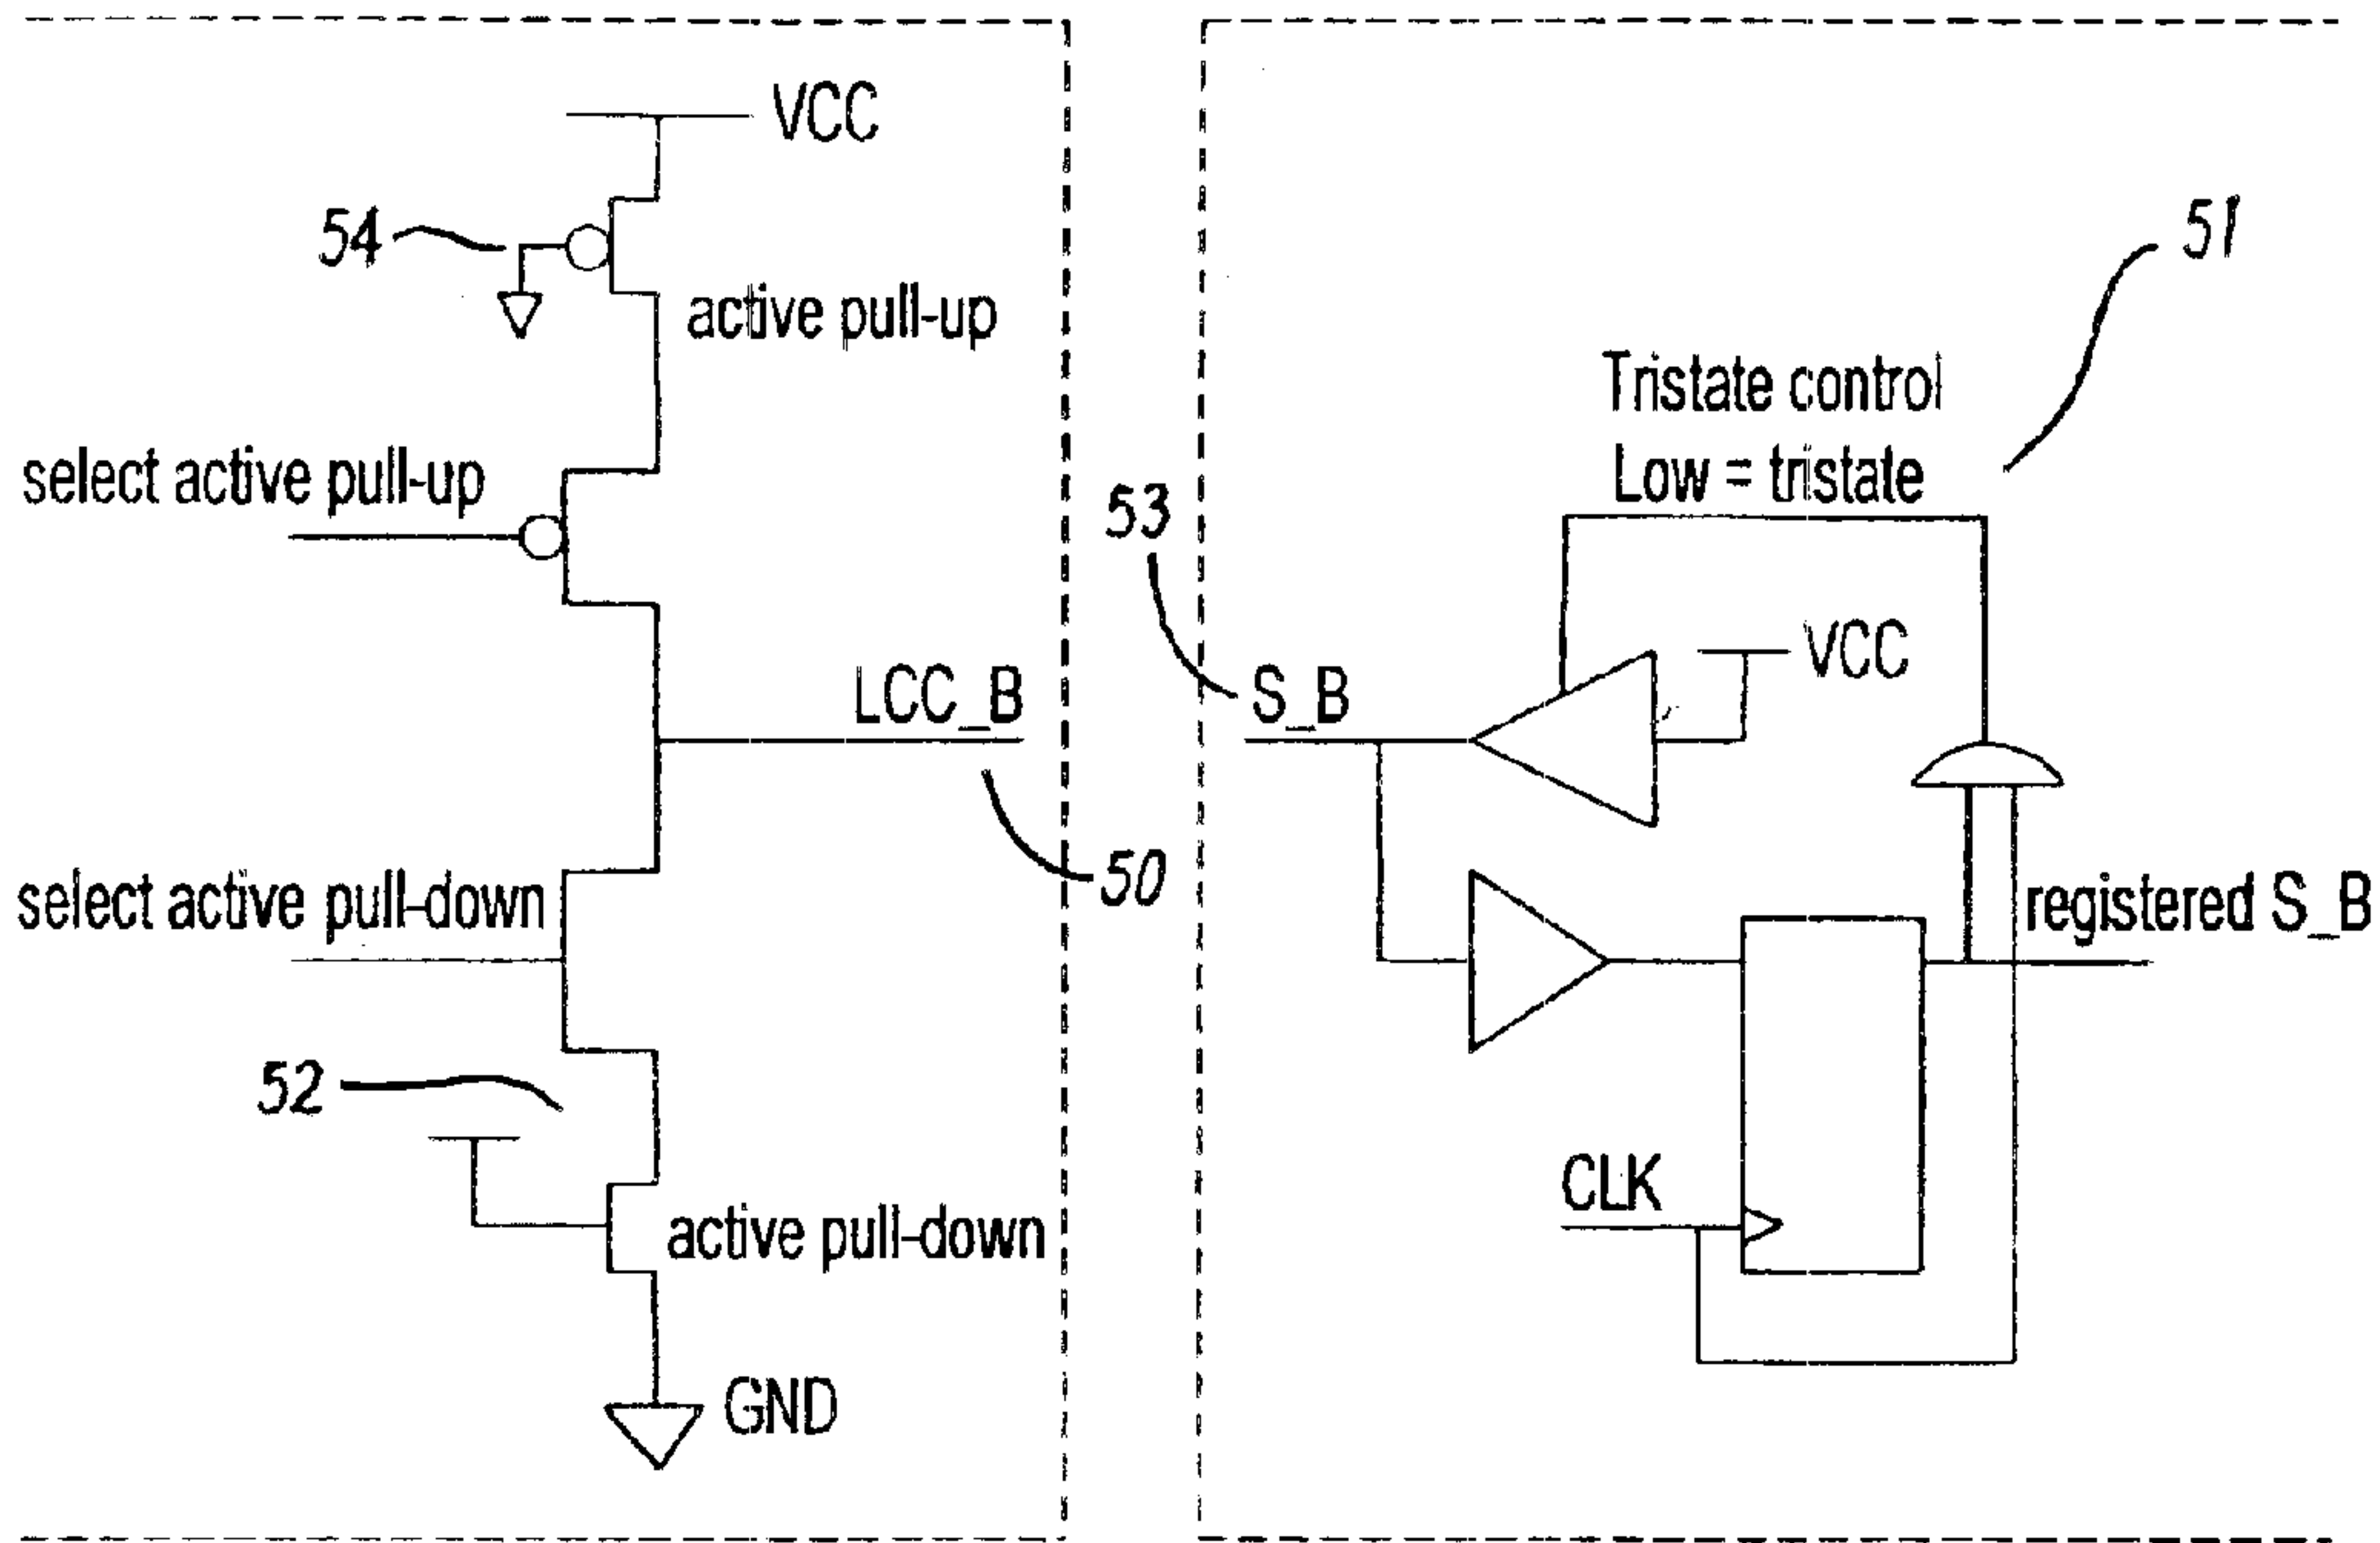 VCC
54
active pull-up
select active pull-up
LCC_B
50
select active pull-down
52
active pull-down
GND
51
Tristate control
Low = tristate
53
S_B
VCC
registered S_B
CLK